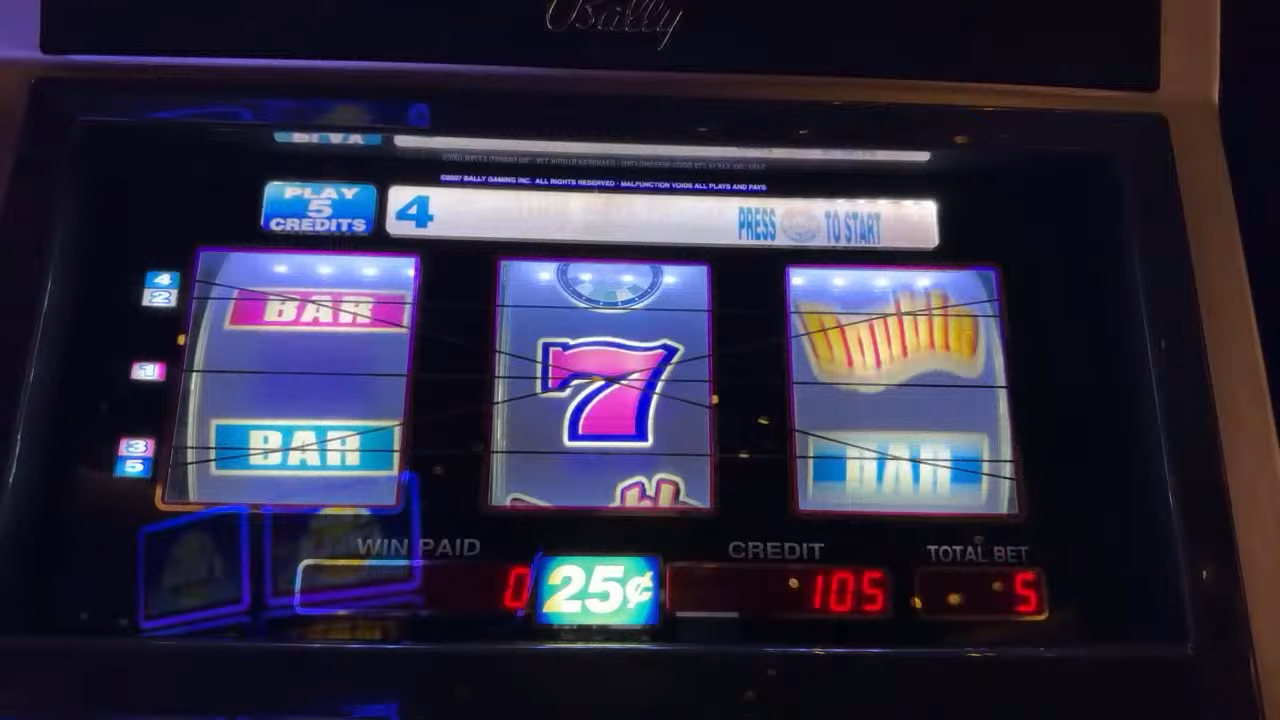 Bally
©2007 BALLY GAMING INC. ALL RIGHTS RESERVED - MALFUNCTION VOIDS ALL PLAYS AND PAYS
PLAY
5
CREDITS
4
PRESS TO START
4
2
1
3
5
BAR
BAR
7
BAR
WIN PAID
CREDIT
TOTAL BET
0
25¢
105
5